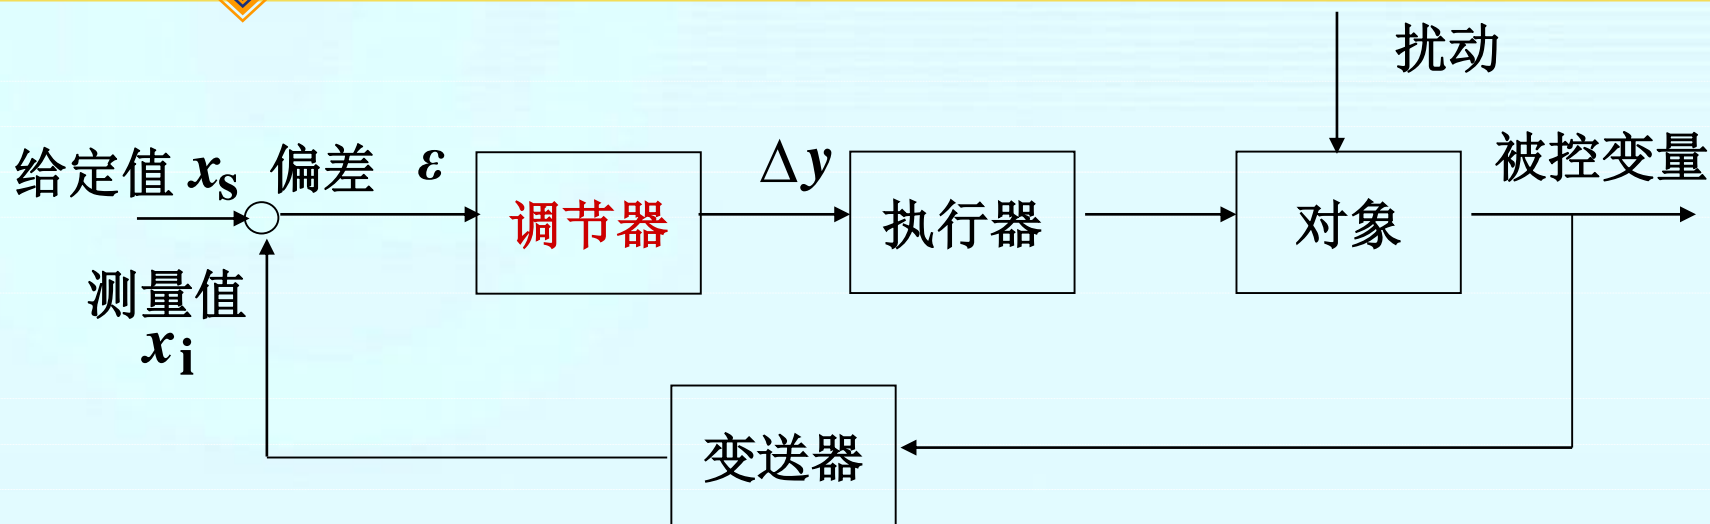 扰动
给定值 xs 偏差 ε
Δy
被控变量
调节器
执行器
对象
测量值
xi
变送器